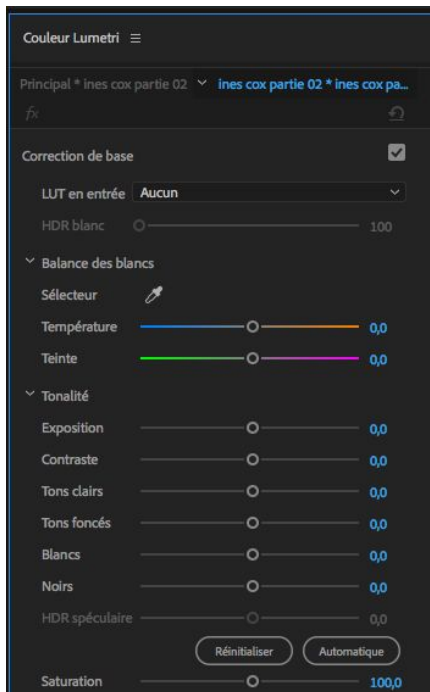 Couleur Lumetri
Principal * ines cox partie 02 ines cox partie 02 * ines cox pa...
fx
Correction de base
LUT en entrée Aucun
HDR blanc 100
Balance des blancs
Sélecteur
Température 0,0
Teinte 0,0
Tonalité
Exposition 0,0
Contraste 0,0
Tons clairs 0,0
Tons foncés 0,0
Blancs 0,0
Noirs 0,0
HDR spéculaire 0,0
Réinitialiser Automatique
Saturation 100,0